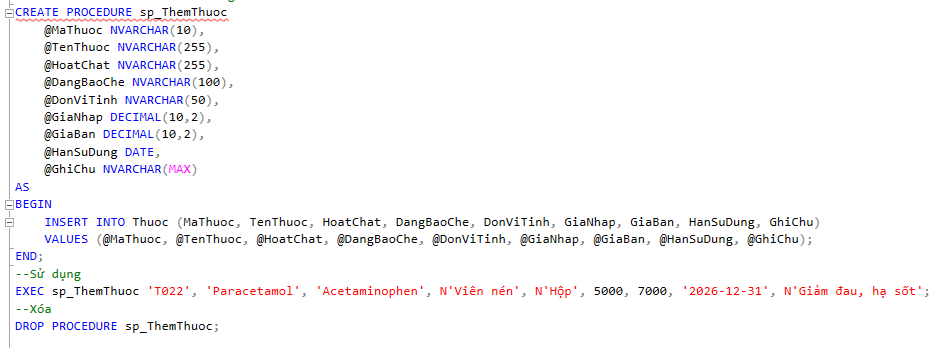 CREATE PROCEDURE sp_ThemThuoc
@MaThuoc NVARCHAR(10),
@TenThuoc NVARCHAR(255),
@HoatChat NVARCHAR(255),
@DangBaoChe NVARCHAR(100),
@DonViTinh NVARCHAR(50),
@GiaNhap DECIMAL(10,2),
@GiaBan DECIMAL(10,2),
@HanSuDung DATE,
@GhiChu NVARCHAR(MAX)
AS
BEGIN
INSERT INTO Thuoc (MaThuoc, TenThuoc, HoatChat, DangBaoChe, DonViTinh, GiaNhap, GiaBan, HanSuDung, GhiChu)
VALUES (@MaThuoc, @TenThuoc, @HoatChat, @DangBaoChe, @DonViTinh, @GiaNhap, @GiaBan, @HanSuDung, @GhiChu);
END;
--Sử dụng
EXEC sp_ThemThuoc 'T022', 'Paracetamol', 'Acetaminophen', N'Viên nén', N'Hộp', 5000, 7000, '2026-12-31', N'Giảm đau, hạ sốt';
--Xóa
DROP PROCEDURE sp_ThemThuoc;